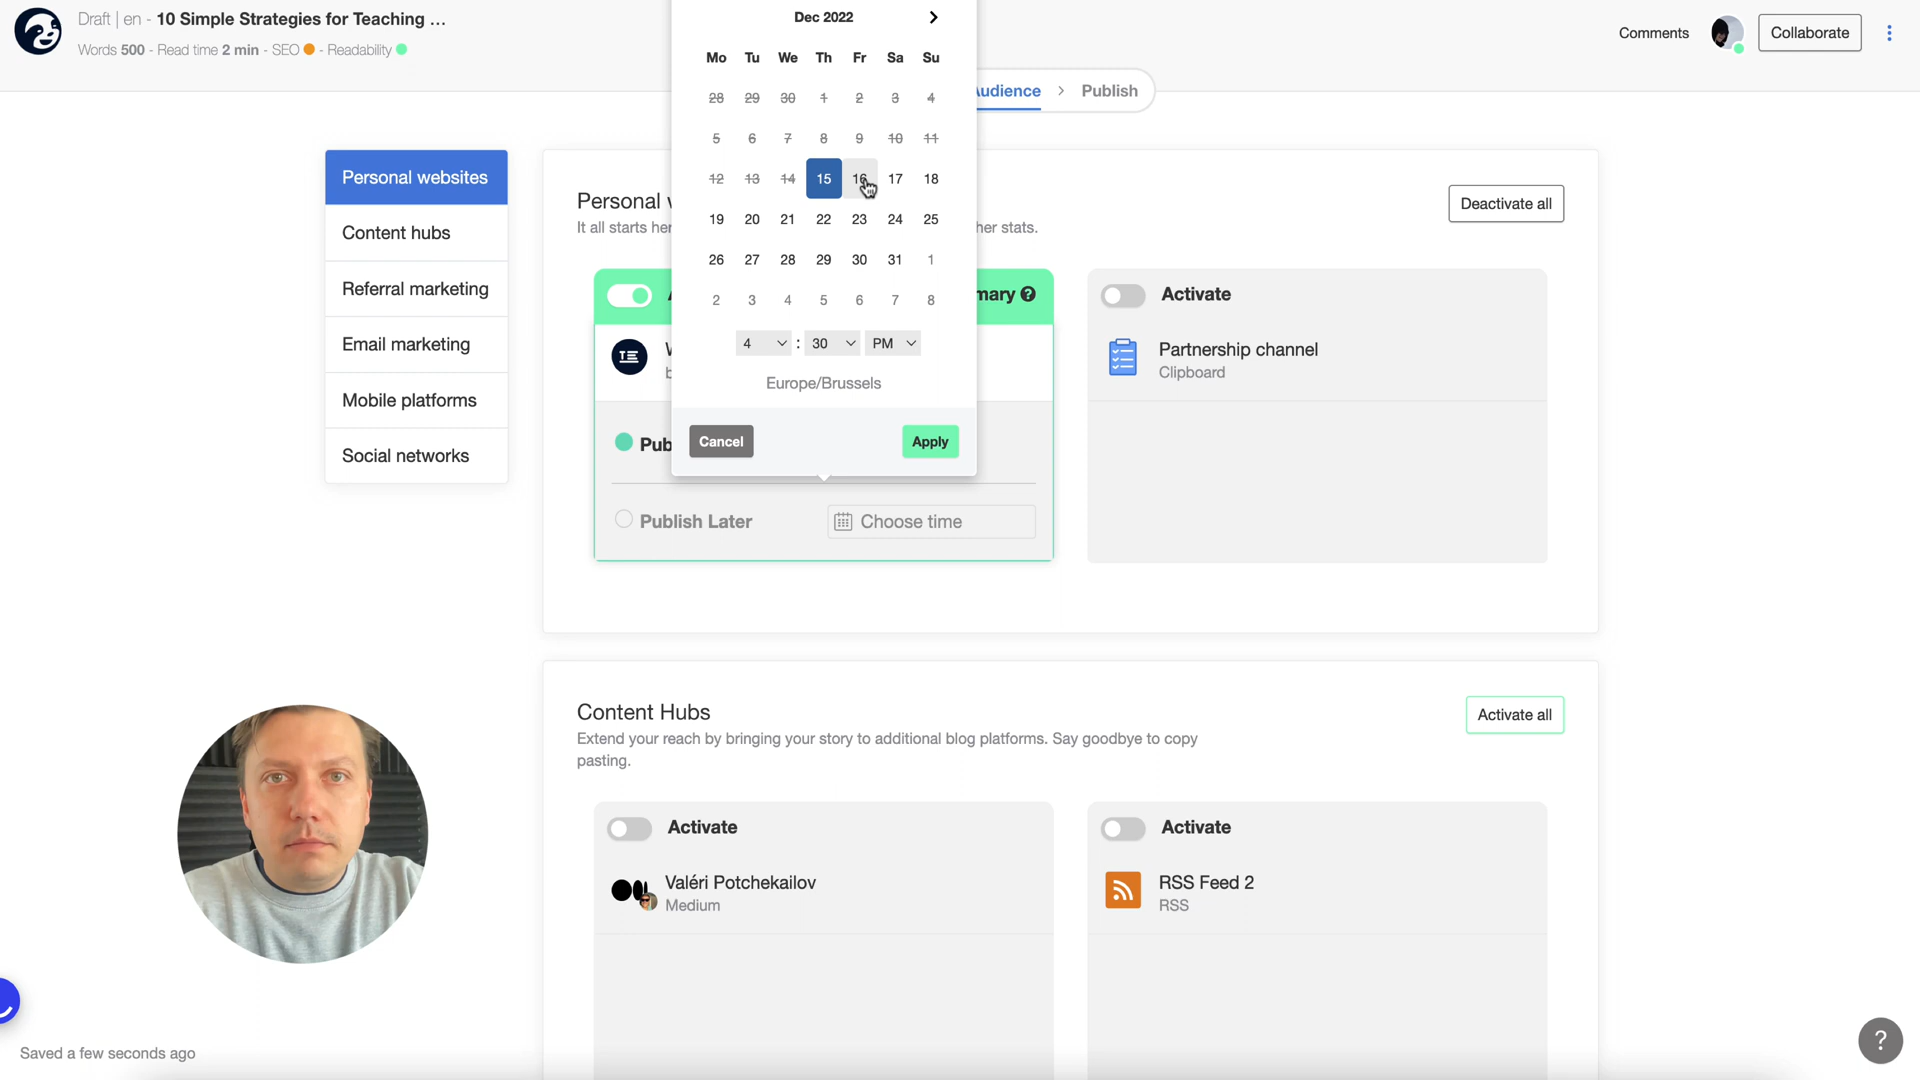 Draft | en - 10 Simple Strategies for Teaching ...
Words 500 - Read time 2 min - SEO - Readability
Comments
Collaborate
Audience > Publish
Dec 2022
Mo Tu We Th Fr Sa Su
28 29 30 1 2 3 4
5 6 7 8 9 10 11
12 13 14 15 16 17 18
19 20 21 22 23 24 25
26 27 28 29 30 31 1
2 3 4 5 6 7 8
4 : 30 PM
Europe/Brussels
Cancel
Apply
Personal websites
Content hubs
Referral marketing
Email marketing
Mobile platforms
Social networks
Personal
It all starts her
her stats.
Deactivate all
mary ?
Pub
Publish Later
Choose time
Activate
Partnership channel
Clipboard
Content Hubs
Extend your reach by bringing your story to additional blog platforms. Say goodbye to copy
pasting.
Activate all
Activate
Valéri Potchekailov
Medium
Activate
RSS Feed 2
RSS
Saved a few seconds ago
?